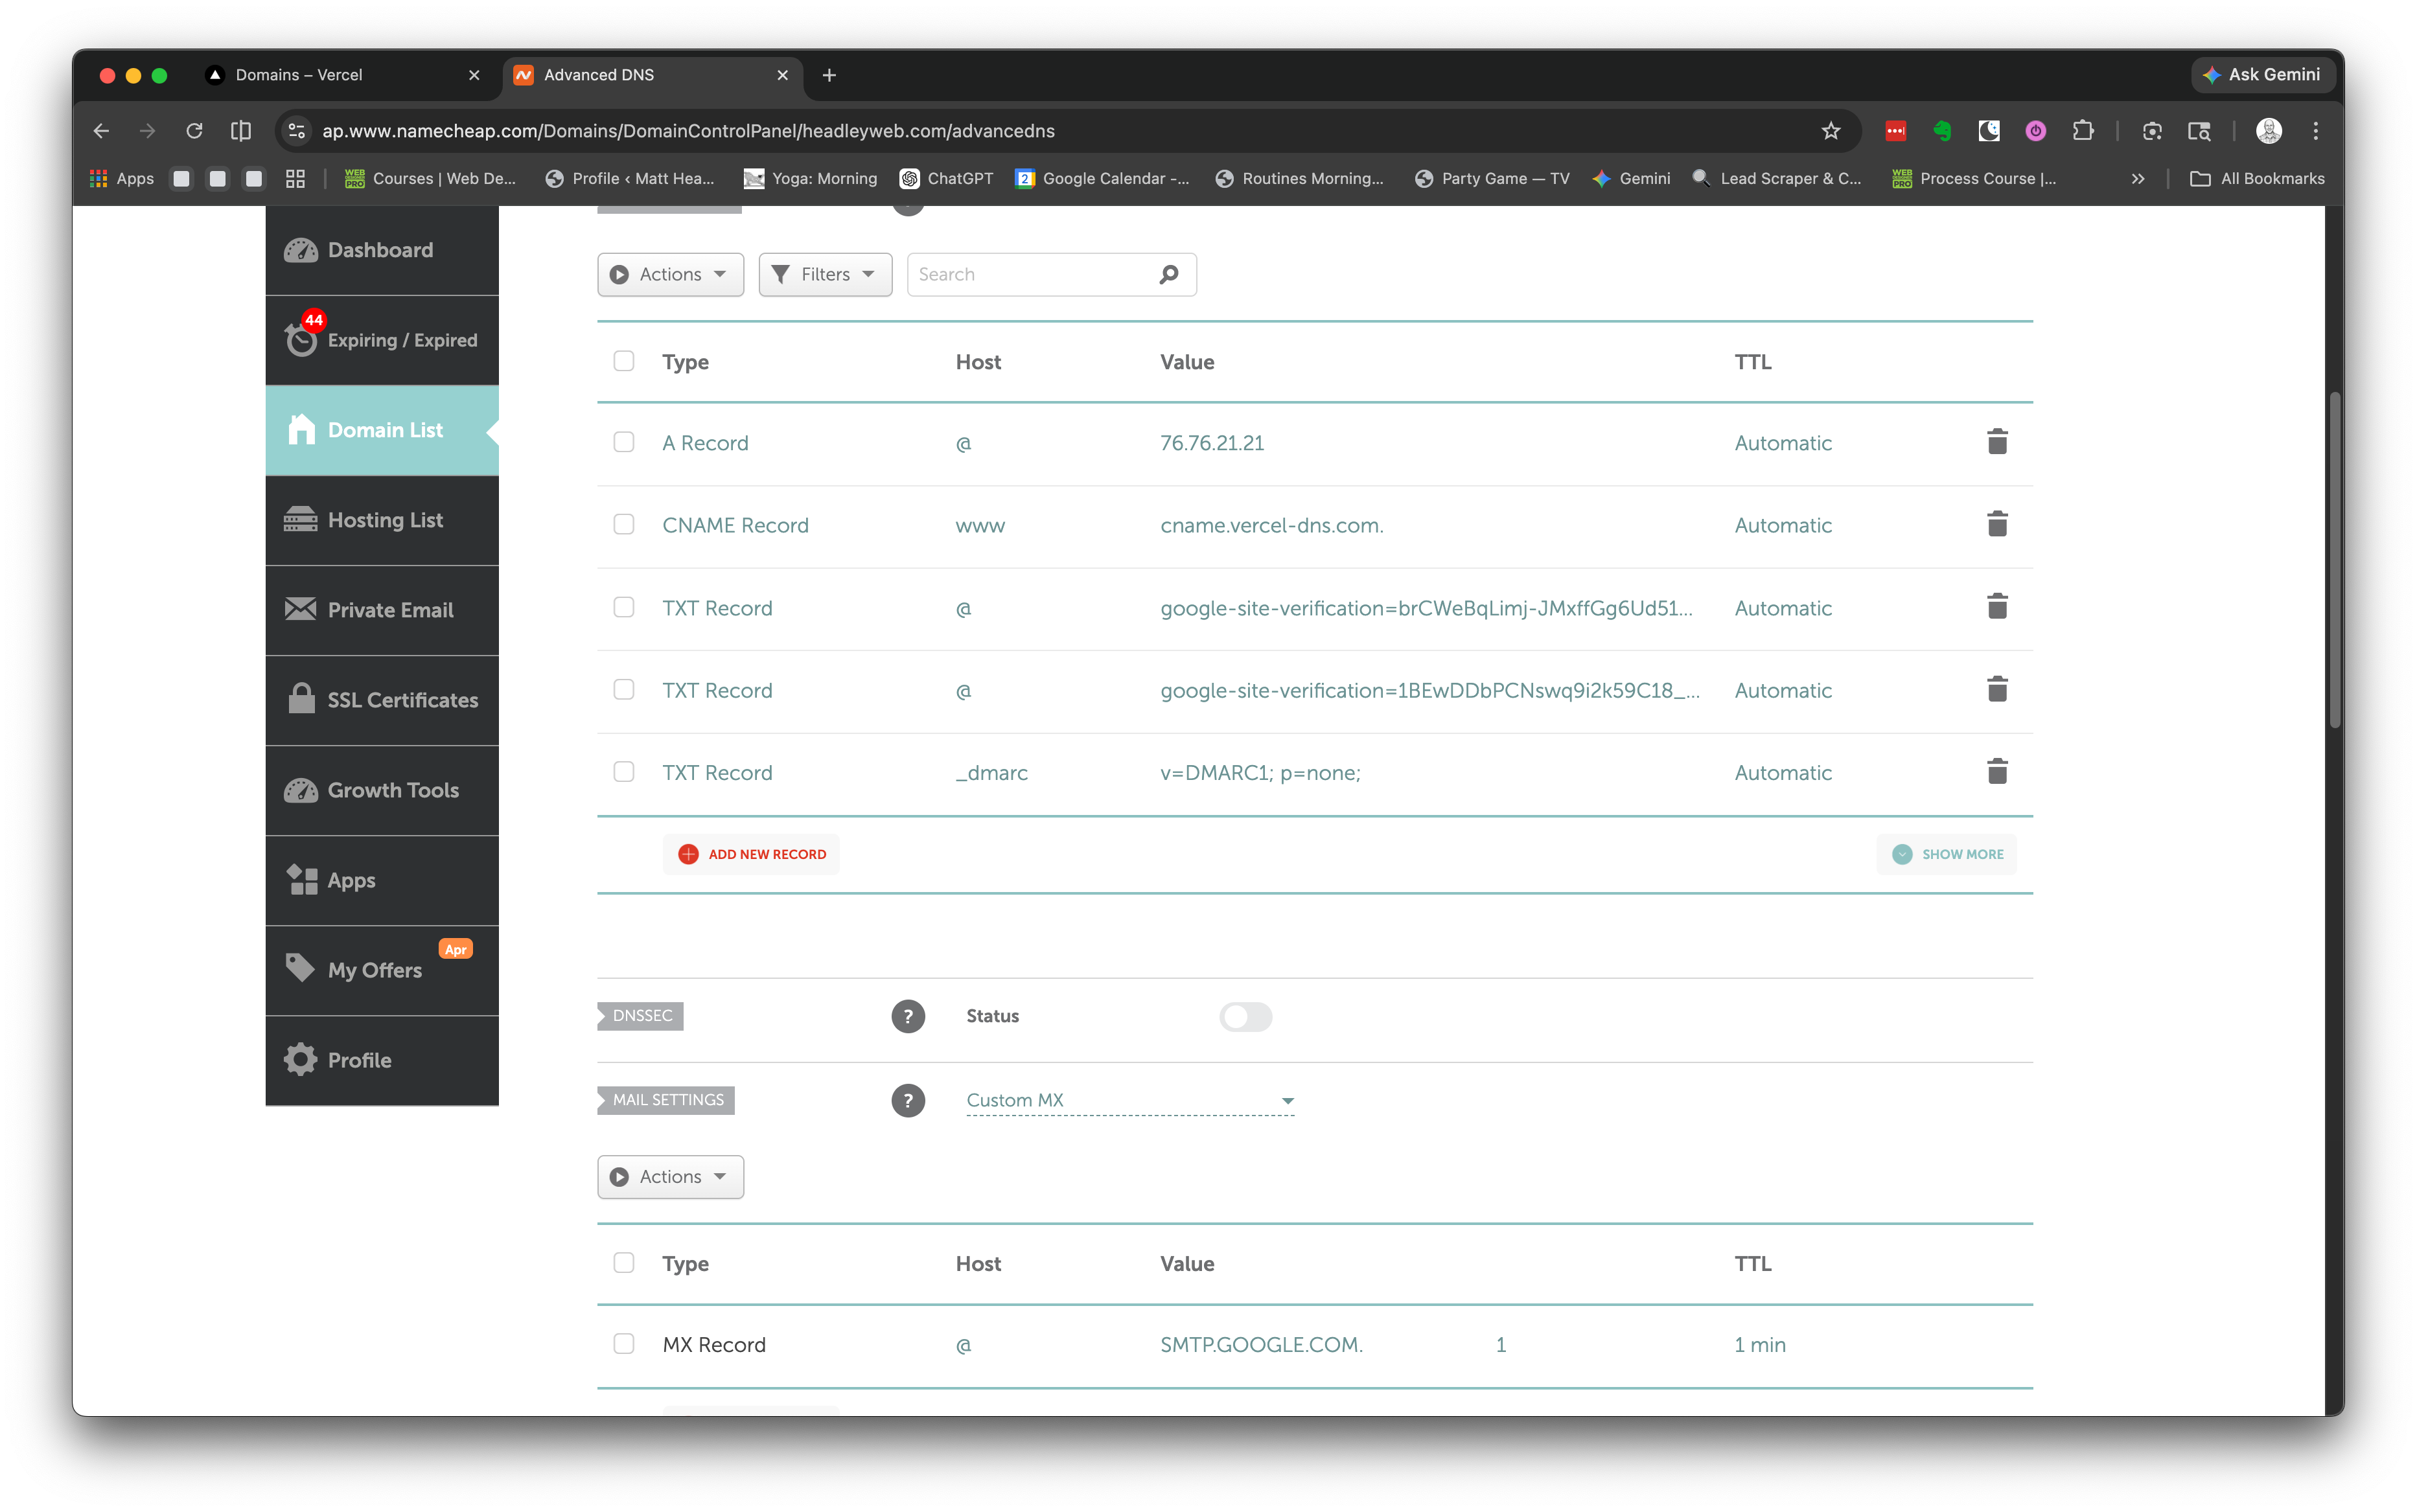 Domains – Vercel
Advanced DNS
Ask Gemini
ap.www.namecheap.com/Domains/DomainControlPanel/headleyweb.com/advancedns
Apps
Courses | Web De...
Profile ‹ Matt Hea...
Yoga: Morning
ChatGPT
2
Google Calendar -...
Routines Morning...
Party Game — TV
Gemini
Lead Scraper & C...
Process Course |...
All Bookmarks
Dashboard
44
Expiring / Expired
Domain List
Hosting List
Private Email
SSL Certificates
Growth Tools
Apps
Apr
My Offers
Profile
Actions
Filters
Search
Type Host Value TTL
A Record @ 76.76.21.21 Automatic
CNAME Record www cname.vercel-dns.com. Automatic
TXT Record @ google-site-verification=brCWeBqLimj-JMxffGg6Ud51... Automatic
TXT Record @ google-site-verification=1BEwDDbPCNswq9i2k59C18_... Automatic
TXT Record _dmarc v=DMARC1; p=none; Automatic
ADD NEW RECORD
SHOW MORE
DNSSEC ? Status
MAIL SETTINGS ? Custom MX
Actions
Type Host Value TTL
MX Record @ SMTP.GOOGLE.COM. 1 1 min